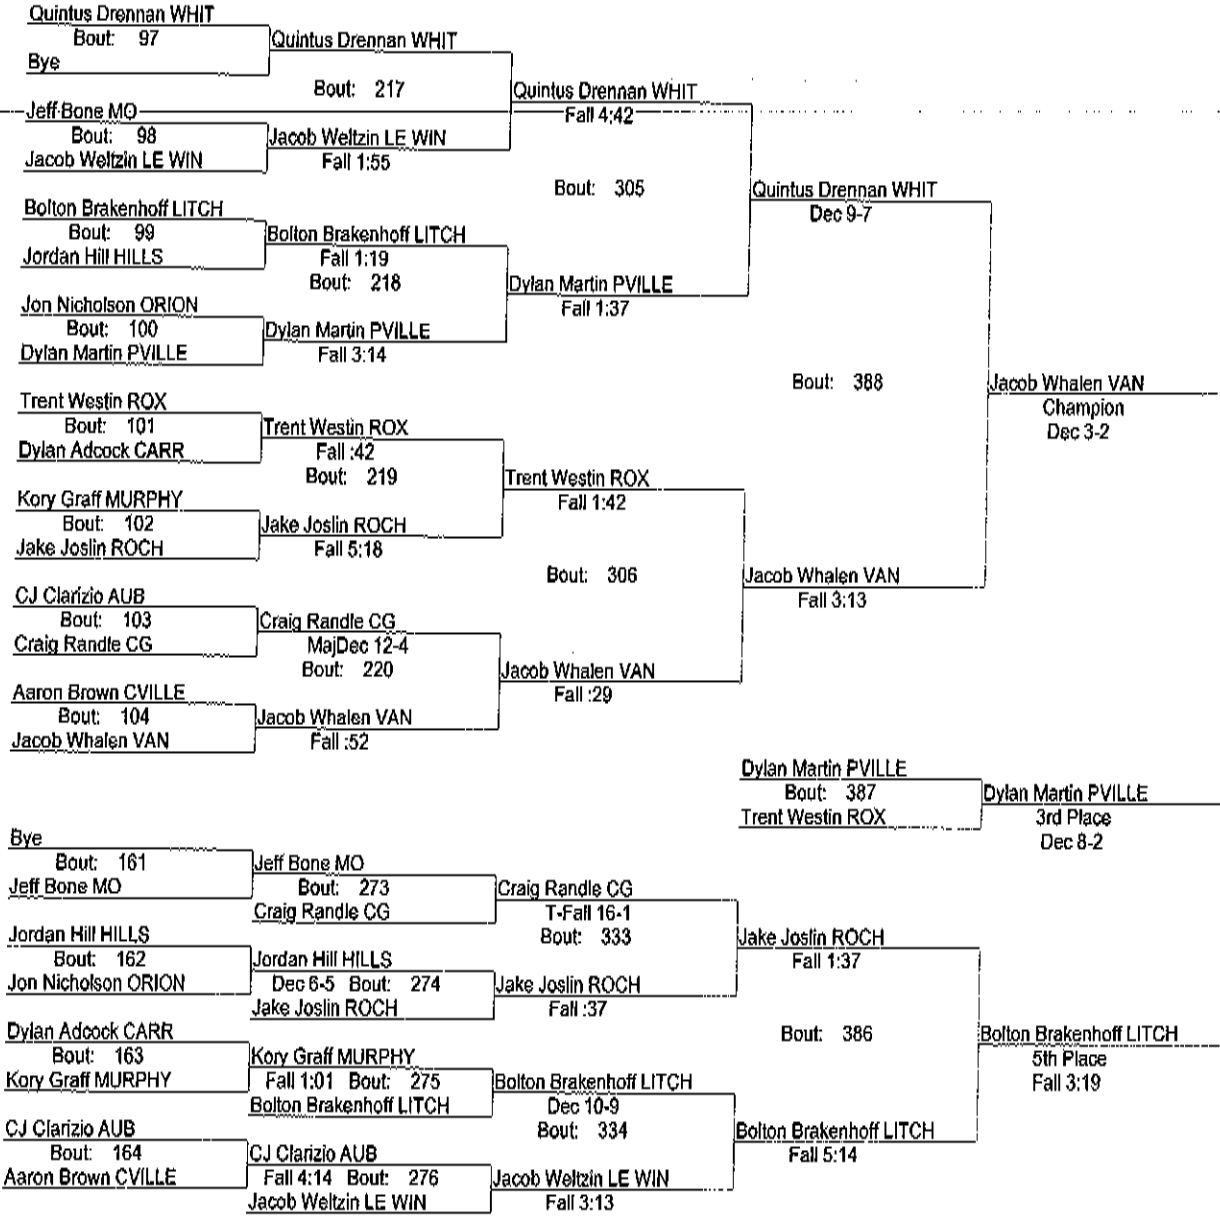 Quintus Drennan WHIT
Bout: 97
Bye
Quintus Drennan WHIT
Bout: 217
Jeff Bone MO
Bout: 98
Jacob Weltzin LE WIN
Jacob Weltzin LE WIN
Fall 1:55
Quintus Drennan WHIT
Fall 4:42
Bout: 305
Bolton Brakenhoff LITCH
Bout: 99
Jordan Hill HILLS
Bolton Brakenhoff LITCH
Fall 1:19
Bout: 218
Jon Nicholson ORION
Bout: 100
Dylan Martin PVILLE
Dylan Martin PVILLE
Fall 3:14
Dylan Martin PVILLE
Fall 1:37
Quintus Drennan WHIT
Dec 9-7
Bout: 388
Trent Westin ROX
Bout: 101
Dylan Adcock CARR
Trent Westin ROX
Fall :42
Bout: 219
Kory Graff MURPHY
Bout: 102
Jake Joslin ROCH
Jake Joslin ROCH
Fall 5:18
Trent Westin ROX
Fall 1:42
Bout: 306
CJ Clarizio AUB
Bout: 103
Craig Randle CG
Craig Randle CG
MajDec 12-4
Bout: 220
Aaron Brown CVILLE
Bout: 104
Jacob Whalen VAN
Jacob Whalen VAN
Fall :52
Jacob Whalen VAN
Fall :29
Jacob Whalen VAN
Fall 3:13
Jacob Whalen VAN
Champion
Dec 3-2
Dylan Martin PVILLE
Bout: 387
Trent Westin ROX
Dylan Martin PVILLE
3rd Place
Dec 8-2
Bye
Bout: 161
Jeff Bone MO
Jeff Bone MO
Bout: 273
Craig Randle CG
Craig Randle CG
T-Fall 16-1
Bout: 333
Jordan Hill HILLS
Bout: 162
Jon Nicholson ORION
Jordan Hill HILLS
Dec 6-5 Bout: 274
Jake Joslin ROCH
Jake Joslin ROCH
Fall :37
Jake Joslin ROCH
Fall 1:37
Bout: 386
Dylan Adcock CARR
Bout: 163
Kory Graff MURPHY
Kory Graff MURPHY
Fall 1:01 Bout: 275
Bolton Brakenhoff LITCH
Bolton Brakenhoff LITCH
Dec 10-9
Bout: 334
CJ Clarizio AUB
Bout: 164
Aaron Brown CVILLE
CJ Clarizio AUB
Fall 4:14 Bout: 276
Jacob Weltzin LE WIN
Jacob Weltzin LE WIN
Fall 3:13
Bolton Brakenhoff LITCH
Fall 5:14
Bolton Brakenhoff LITCH
5th Place
Fall 3:19